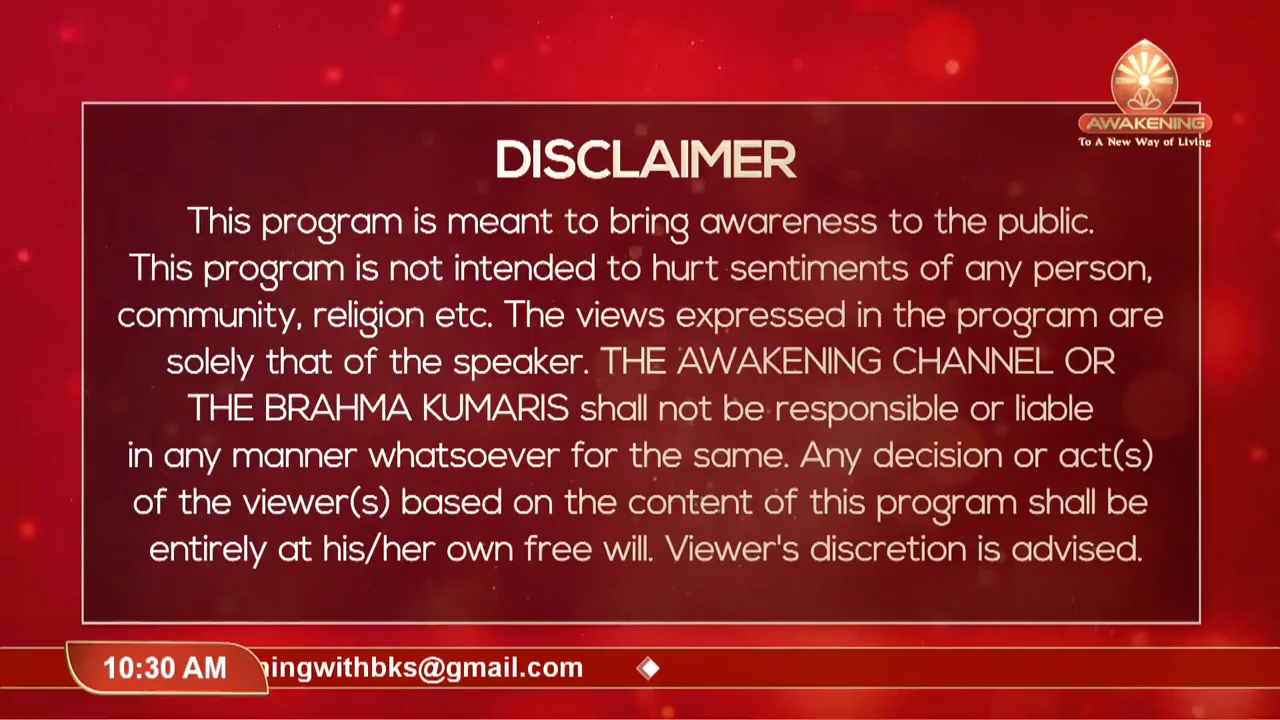 AWAKENING
To A New Way of Living
DISCLAIMER
This program is meant to bring awareness to the public.
This program is not intended to hurt sentiments of any person,
community, religion etc. The views expressed in the program are
solely that of the speaker. THE AWAKENING CHANNEL OR
THE BRAHMA KUMARIS shall not be responsible or liable
in any manner whatsoever for the same. Any decision or act(s)
of the viewer(s) based on the content of this program shall be
entirely at his/her own free will. Viewer's discretion is advised.
10:30 AM ningwithbks@gmail.com